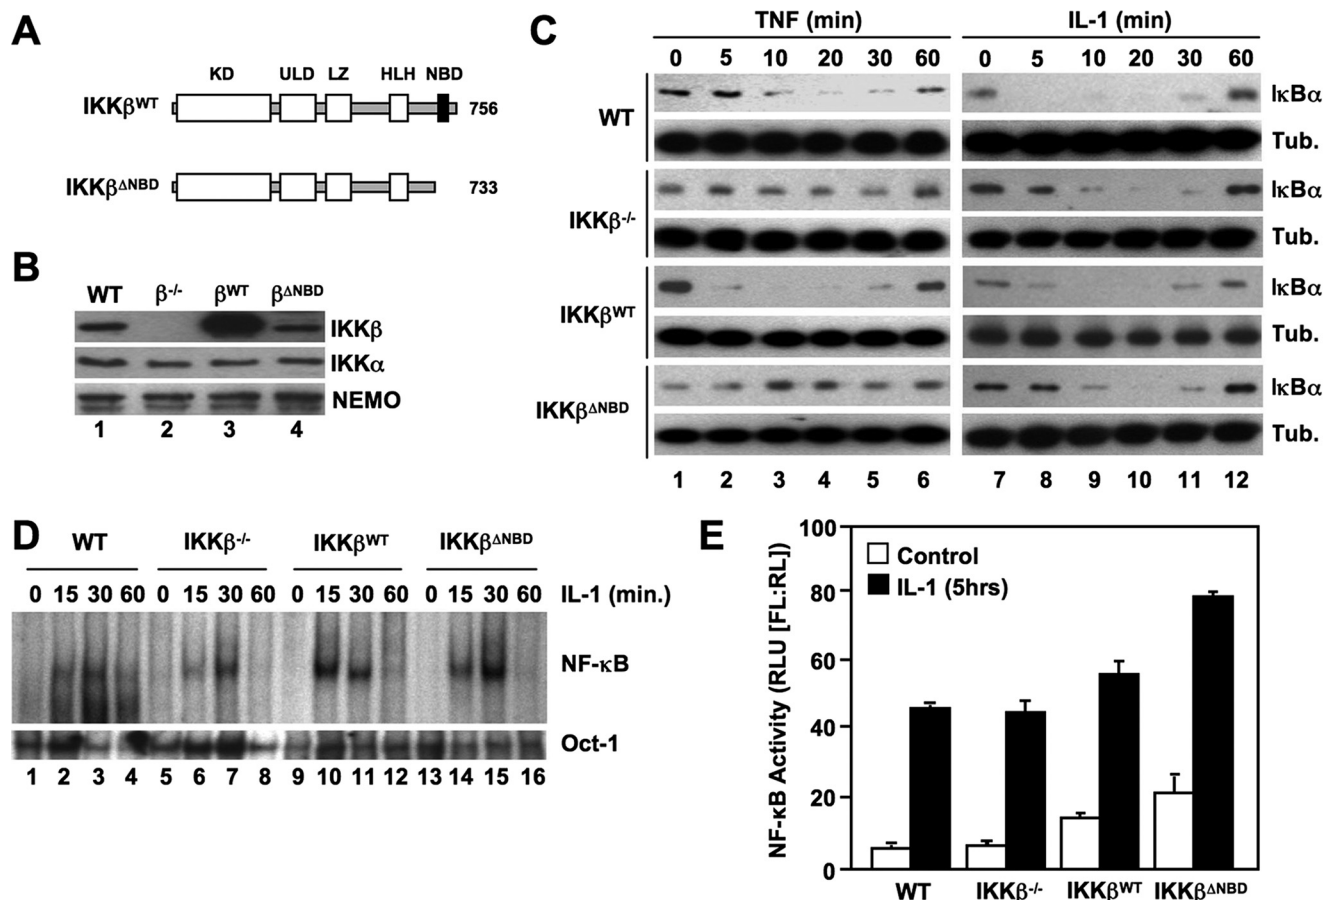 A
KD ULD LZ HLH NBD
IKKβWT 756
IKKβΔNBD 733
B
WT β-/- βWT βΔNBD
IKKβ
IKKα
NEMO
1 2 3 4
C
TNF (min) IL-1 (min)
0 5 10 20 30 60 0 5 10 20 30 60
WT IκBα
Tub.
IKKβ-/- IκBα
Tub.
IKKβWT IκBα
Tub.
IKKβΔNBD IκBα
Tub.
1 2 3 4 5 6 7 8 9 10 11 12
D
WT IKKβ-/- IKKβWT IKKβΔNBD
0 15 30 60 0 15 30 60 0 15 30 60 0 15 30 60 IL-1 (min.)
NF-κB
Oct-1
1 2 3 4 5 6 7 8 9 10 11 12 13 14 15 16
E
NF-κB Activity (RLU [FL:RL])
100
80
60
40
20
0
Control
IL-1 (5hrs)
WT IKKβ-/- IKKβWT IKKβΔNBD